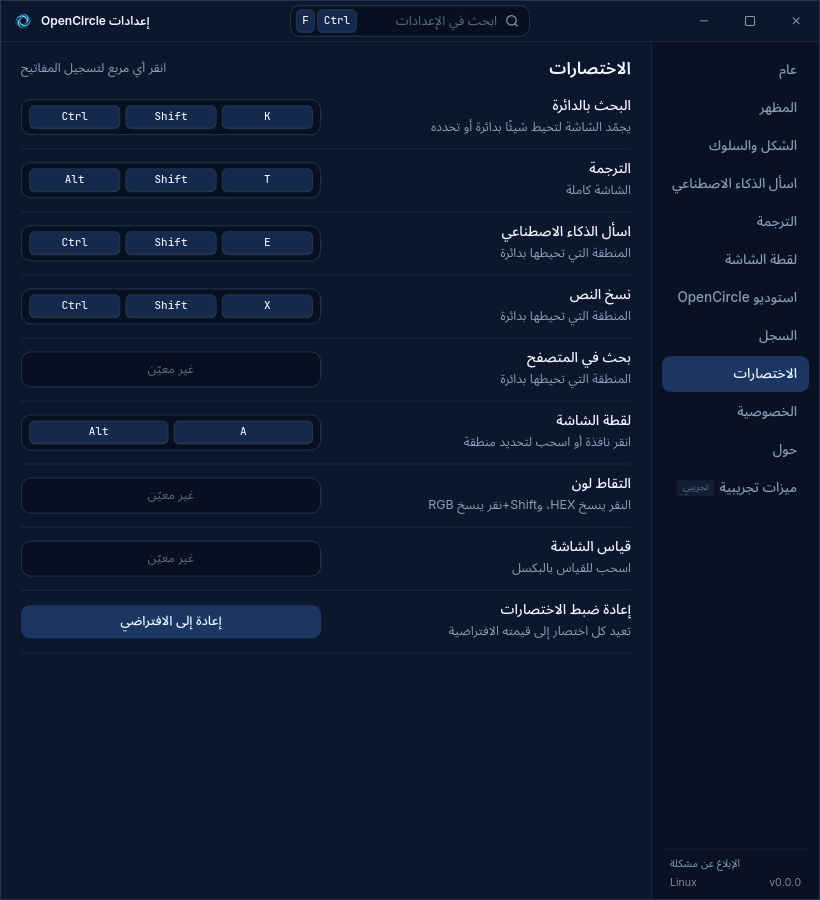 إعدادات OpenCircle
ابحث في الإعدادات
Ctrl F
عام
المظهر
الشكل والسلوك
اسأل الذكاء الاصطناعي
الترجمة
لقطة الشاشة
استوديو OpenCircle
السجل
الاختصارات
الخصوصية
حول
ميزات تجريبية تجريبي
الإبلاغ عن مشكلة
v0.0.0 Linux
الاختصارات
انقر أي مربع لتسجيل المفاتيح
البحث بالدائرة
يجمّد الشاشة لتحيط شيئًا بدائرة أو تحدده
Ctrl Shift K
الترجمة
الشاشة كاملة
Alt Shift T
اسأل الذكاء الاصطناعي
المنطقة التي تحيطها بدائرة
Ctrl Shift E
نسخ النص
المنطقة التي تحيطها بدائرة
Ctrl Shift X
بحث في المتصفح
المنطقة التي تحيطها بدائرة
غير معيّن
لقطة الشاشة
انقر نافذة أو اسحب لتحديد منطقة
Alt A
التقاط لون
النقر ينسخ HEX، وShift+نقر ينسخ RGB
غير معيّن
قياس الشاشة
اسحب للقياس بالبكسل
غير معيّن
إعادة ضبط الاختصارات
تعيد كل اختصار إلى قيمته الافتراضية
إعادة إلى الافتراضي